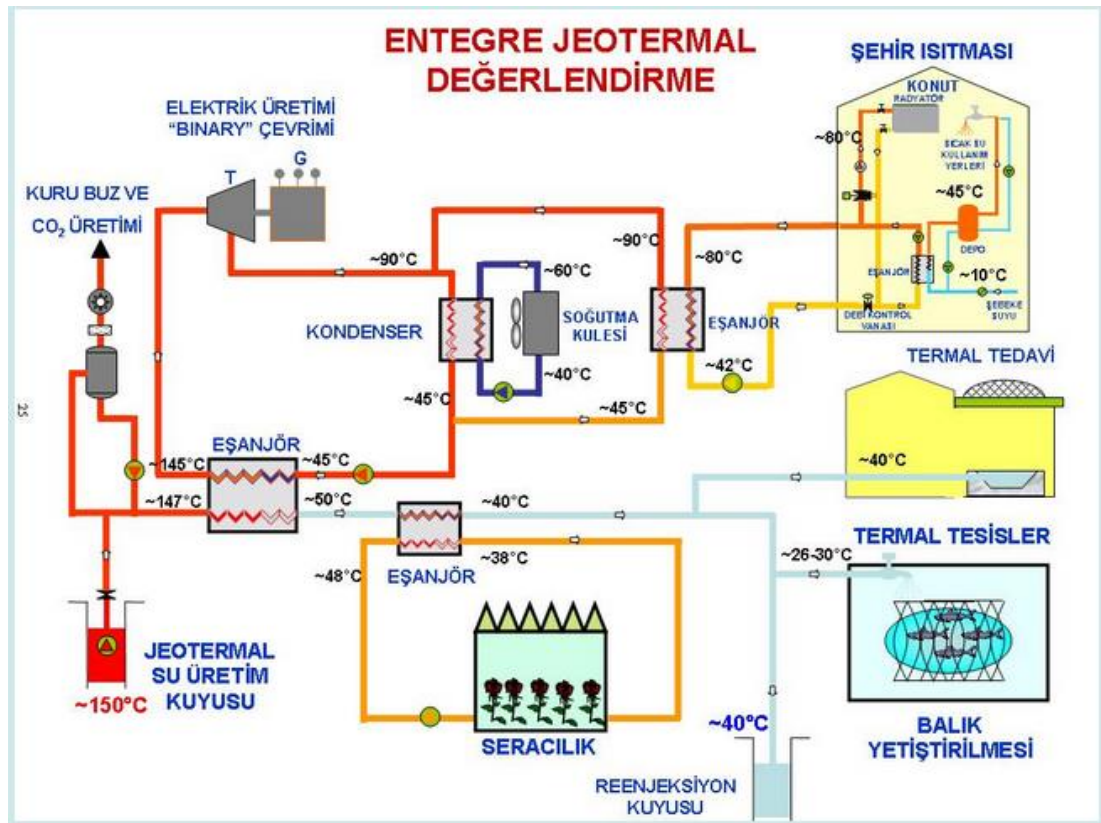 ENTEGRE JEOTERMAL
DEĞERLENDİRME
ŞEHİR ISITMASI
KONUT
RADYATÖR
~80°C
SICAK SU
KULLANIM
YERLERİ
~45°C
DEPO
EŞANJÖR
~10°C
ŞEBEKE
SUYU
DEBİ KONTROL
VANASI
ELEKTRİK ÜRETİMİ
"BINARY" ÇEVRİMİ
T
G
KURU BUZ VE
CO₂ ÜRETİMİ
~90°C
~60°C
KONDENSER
SOĞUTMA
KULESİ
~40°C
~45°C
~90°C
~80°C
EŞANJÖR
~42°C
~45°C
25
EŞANJÖR
~145°C
~45°C
~147°C
~50°C
~40°C
EŞANJÖR
~48°C
~38°C
TERMAL TEDAVİ
~40°C
TERMAL TESİSLER
~26-30°C
BALIK
YETİŞTİRİLMESİ
JEOTERMAL
SU ÜRETİM
KUYUSU
~150°C
SERACILIK
~40°C
REENJEKSİYON
KUYUSU